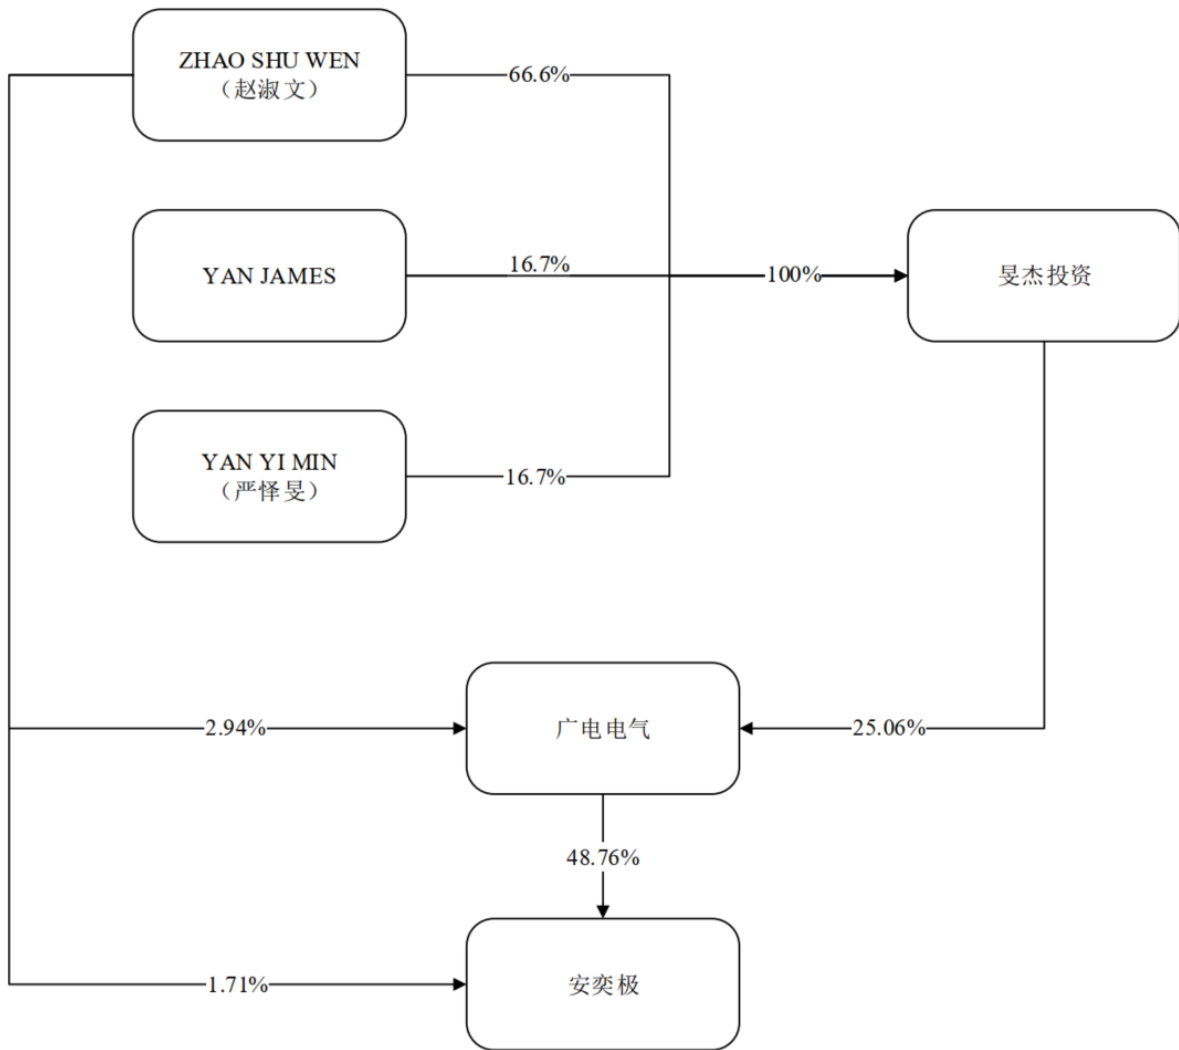 ZHAO SHU WEN
（赵淑文）
66.6%
YAN JAMES
16.7%
100%
旻杰投资
YAN YI MIN
（严怿旻）
16.7%
2.94%
广电电气
25.06%
48.76%
1.71%
安奕极